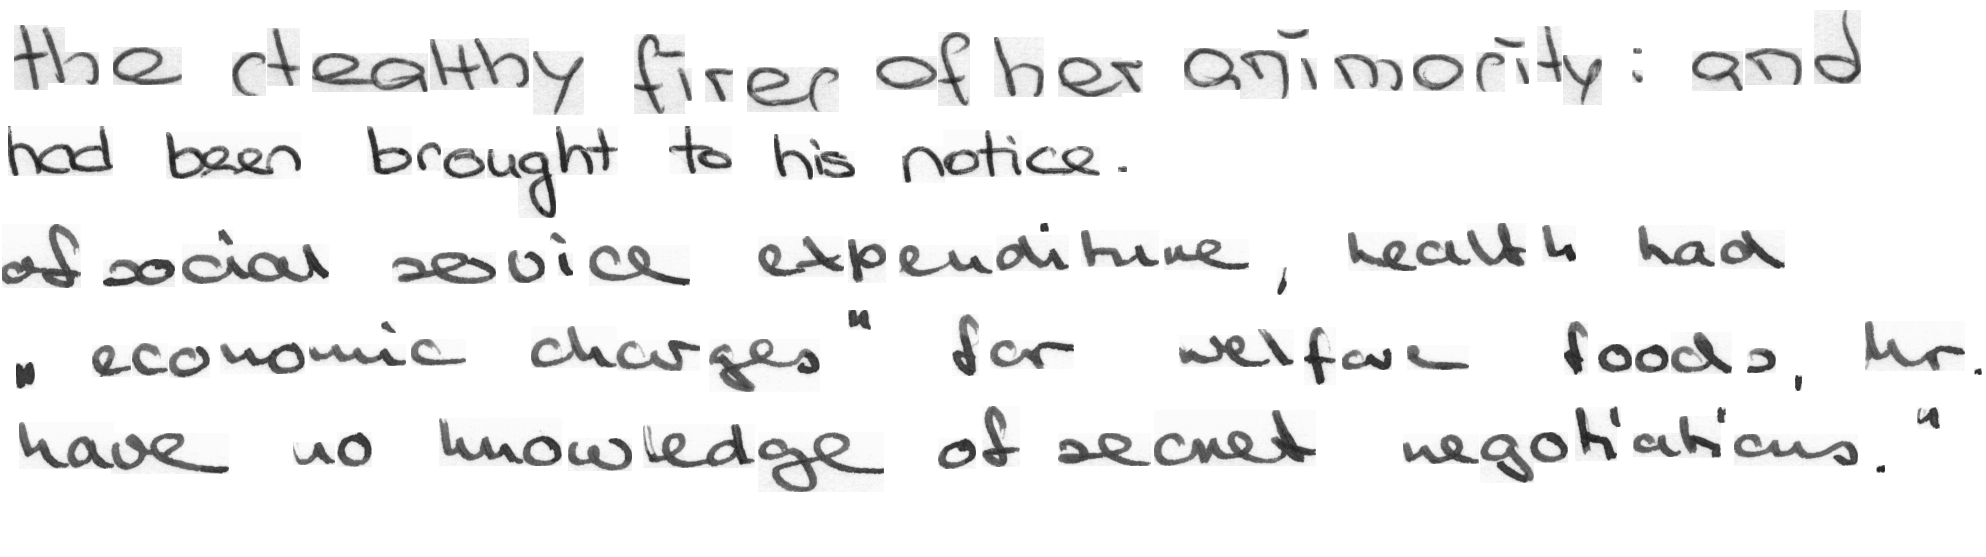 the stealthy fires of her animosity: and
had been brought to his notice.
of social service expenditure, health had
„economic charges" for welfare foods, Mr.
have no knowledge of secret negotiations."